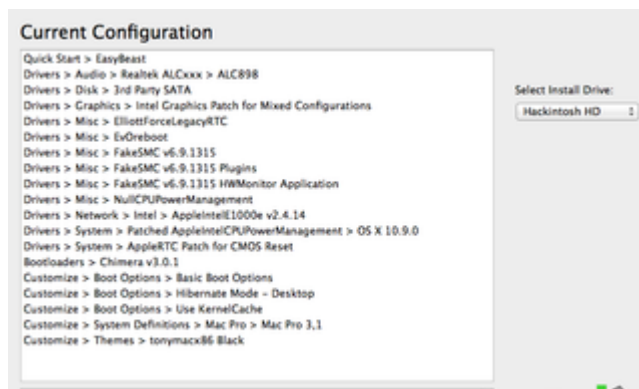 Current Configuration
Quick Start > EasyBeast
Drivers > Audio > Realtek ALCxxx > ALC898
Drivers > Disk > 3rd Party SATA
Drivers > Graphics > Intel Graphics Patch for Mixed Configurations
Drivers > Misc > ElliottForceLegacyRTC
Drivers > Misc > EvOreboot
Drivers > Misc > FakeSMC v6.9.1315
Drivers > Misc > FakeSMC v6.9.1315 Plugins
Drivers > Misc > FakeSMC v6.9.1315 HWMonitor Application
Drivers > Misc > NullCPUPowerManagement
Drivers > Network > Intel > AppleIntelE1000e v2.4.14
Drivers > System > Patched AppleIntelCPUPowerManagement > OS X 10.9.0
Drivers > System > AppleRTC Patch for CMOS Reset
Bootloaders > Chimera v3.0.1
Customize > Boot Options > Basic Boot Options
Customize > Boot Options > Hibernate Mode – Desktop
Customize > Boot Options > Use KernelCache
Customize > System Definitions > Mac Pro > Mac Pro 3,1
Customize > Themes > tonymacx86 Black
Select Install Drive:
Hackintosh HD